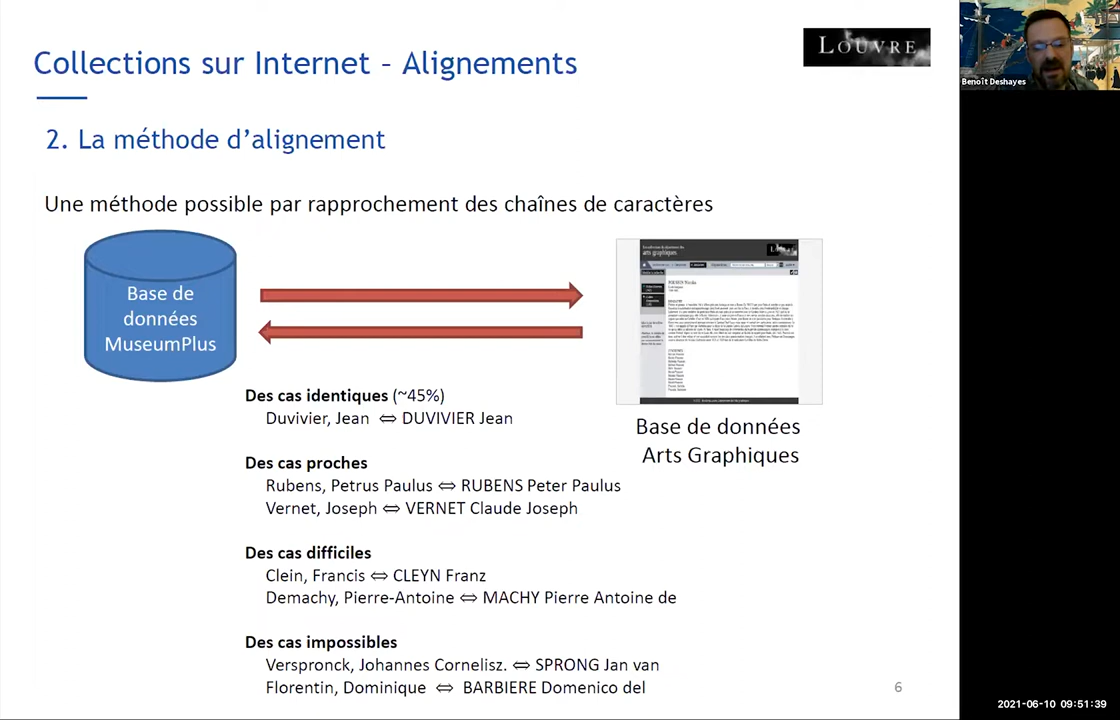 Collections sur Internet – Alignements
LOUVRE
Benoît Deshayes
2. La méthode d'alignement
Une méthode possible par rapprochement des chaînes de caractères
Base de
données
MuseumPlus
arts graphiques
Base de données
Arts Graphiques
Des cas identiques (~45%)
Duvivier, Jean ⇔ DUVIVIER Jean
Des cas proches
Rubens, Petrus Paulus ⇔ RUBENS Peter Paulus
Vernet, Joseph ⇔ VERNET Claude Joseph
Des cas difficiles
Clein, Francis ⇔ CLEYN Franz
Demachy, Pierre-Antoine ⇔ MACHY Pierre Antoine de
Des cas impossibles
Verspronck, Johannes Cornelisz. ⇔ SPRONG Jan van
Florentin, Dominique ⇔ BARBIERE Domenico del
6
2021-06-10 09:51:39